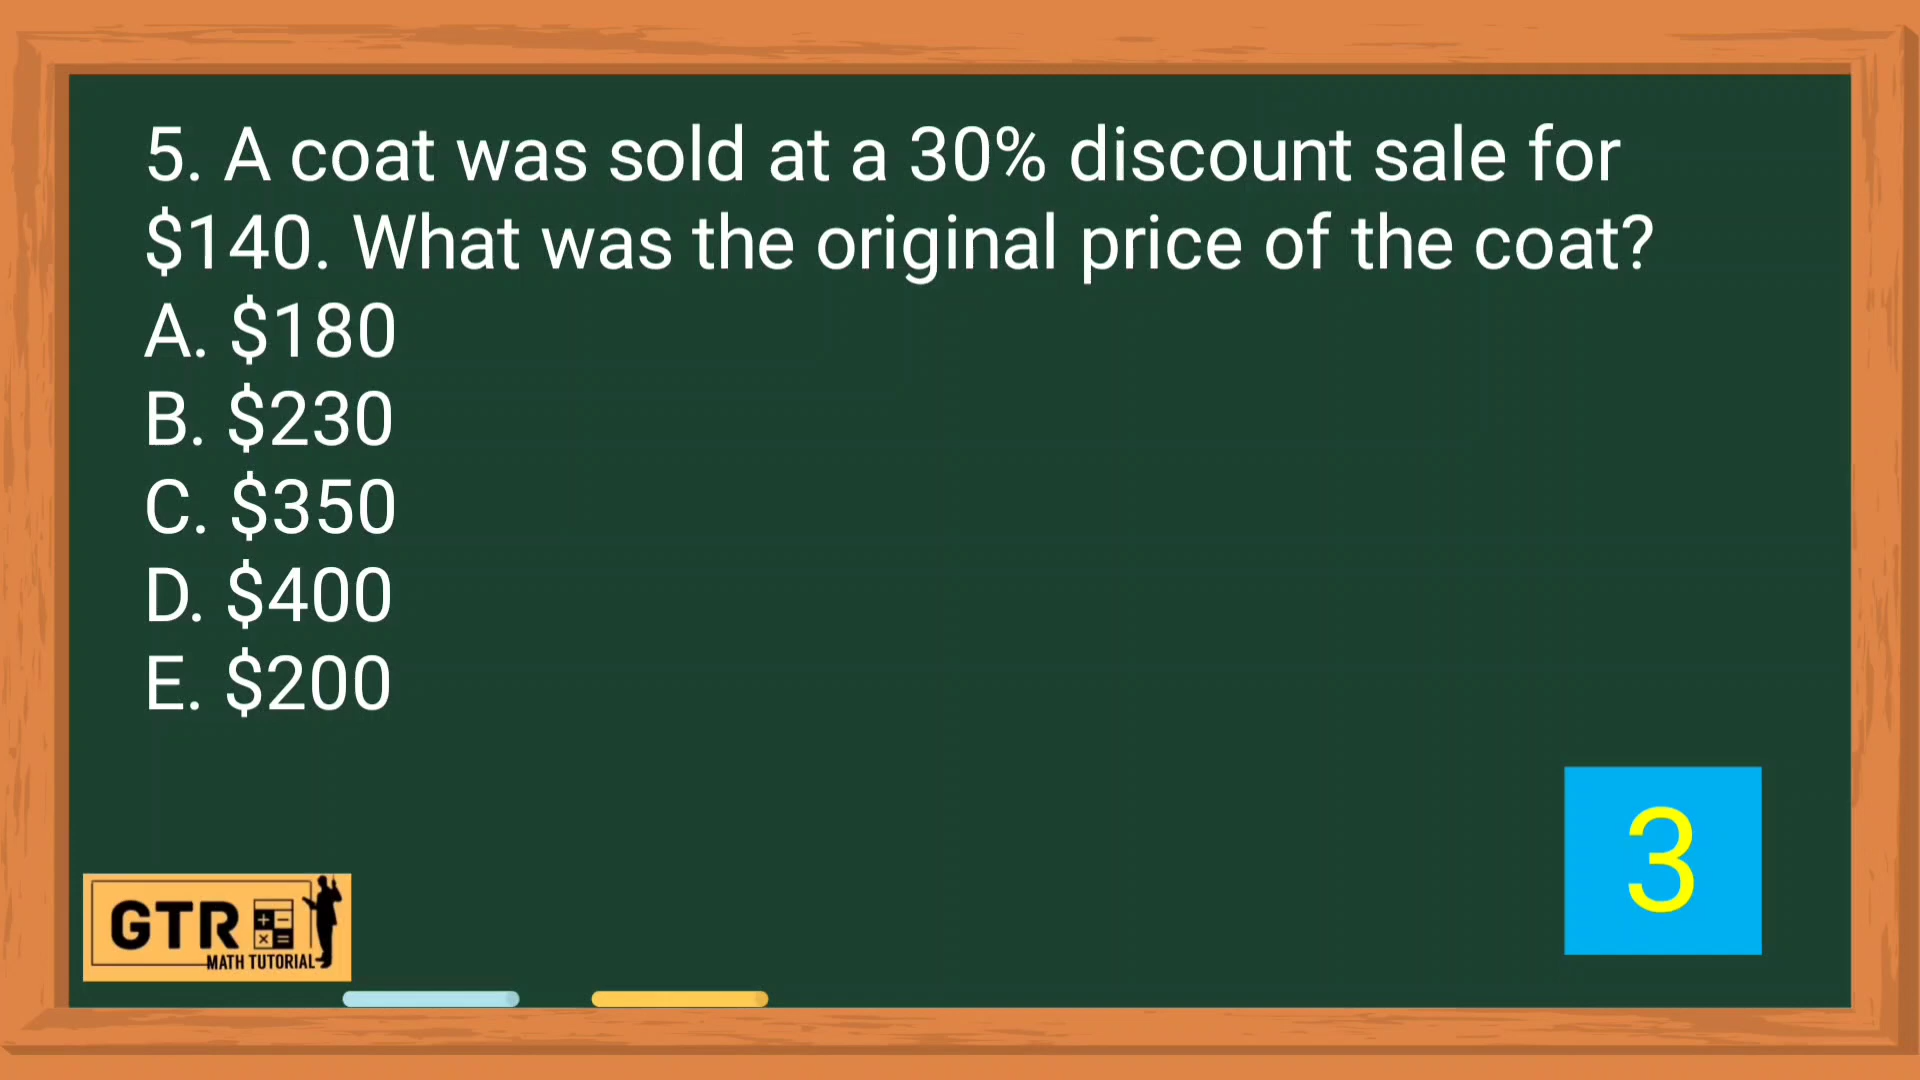 5. A coat was sold at a 30% discount sale for
$140. What was the original price of the coat?
A. $180
B. $230
C. $350
D. $400
E. $200
3
GTR
+ −
× =
MATH TUTORIAL